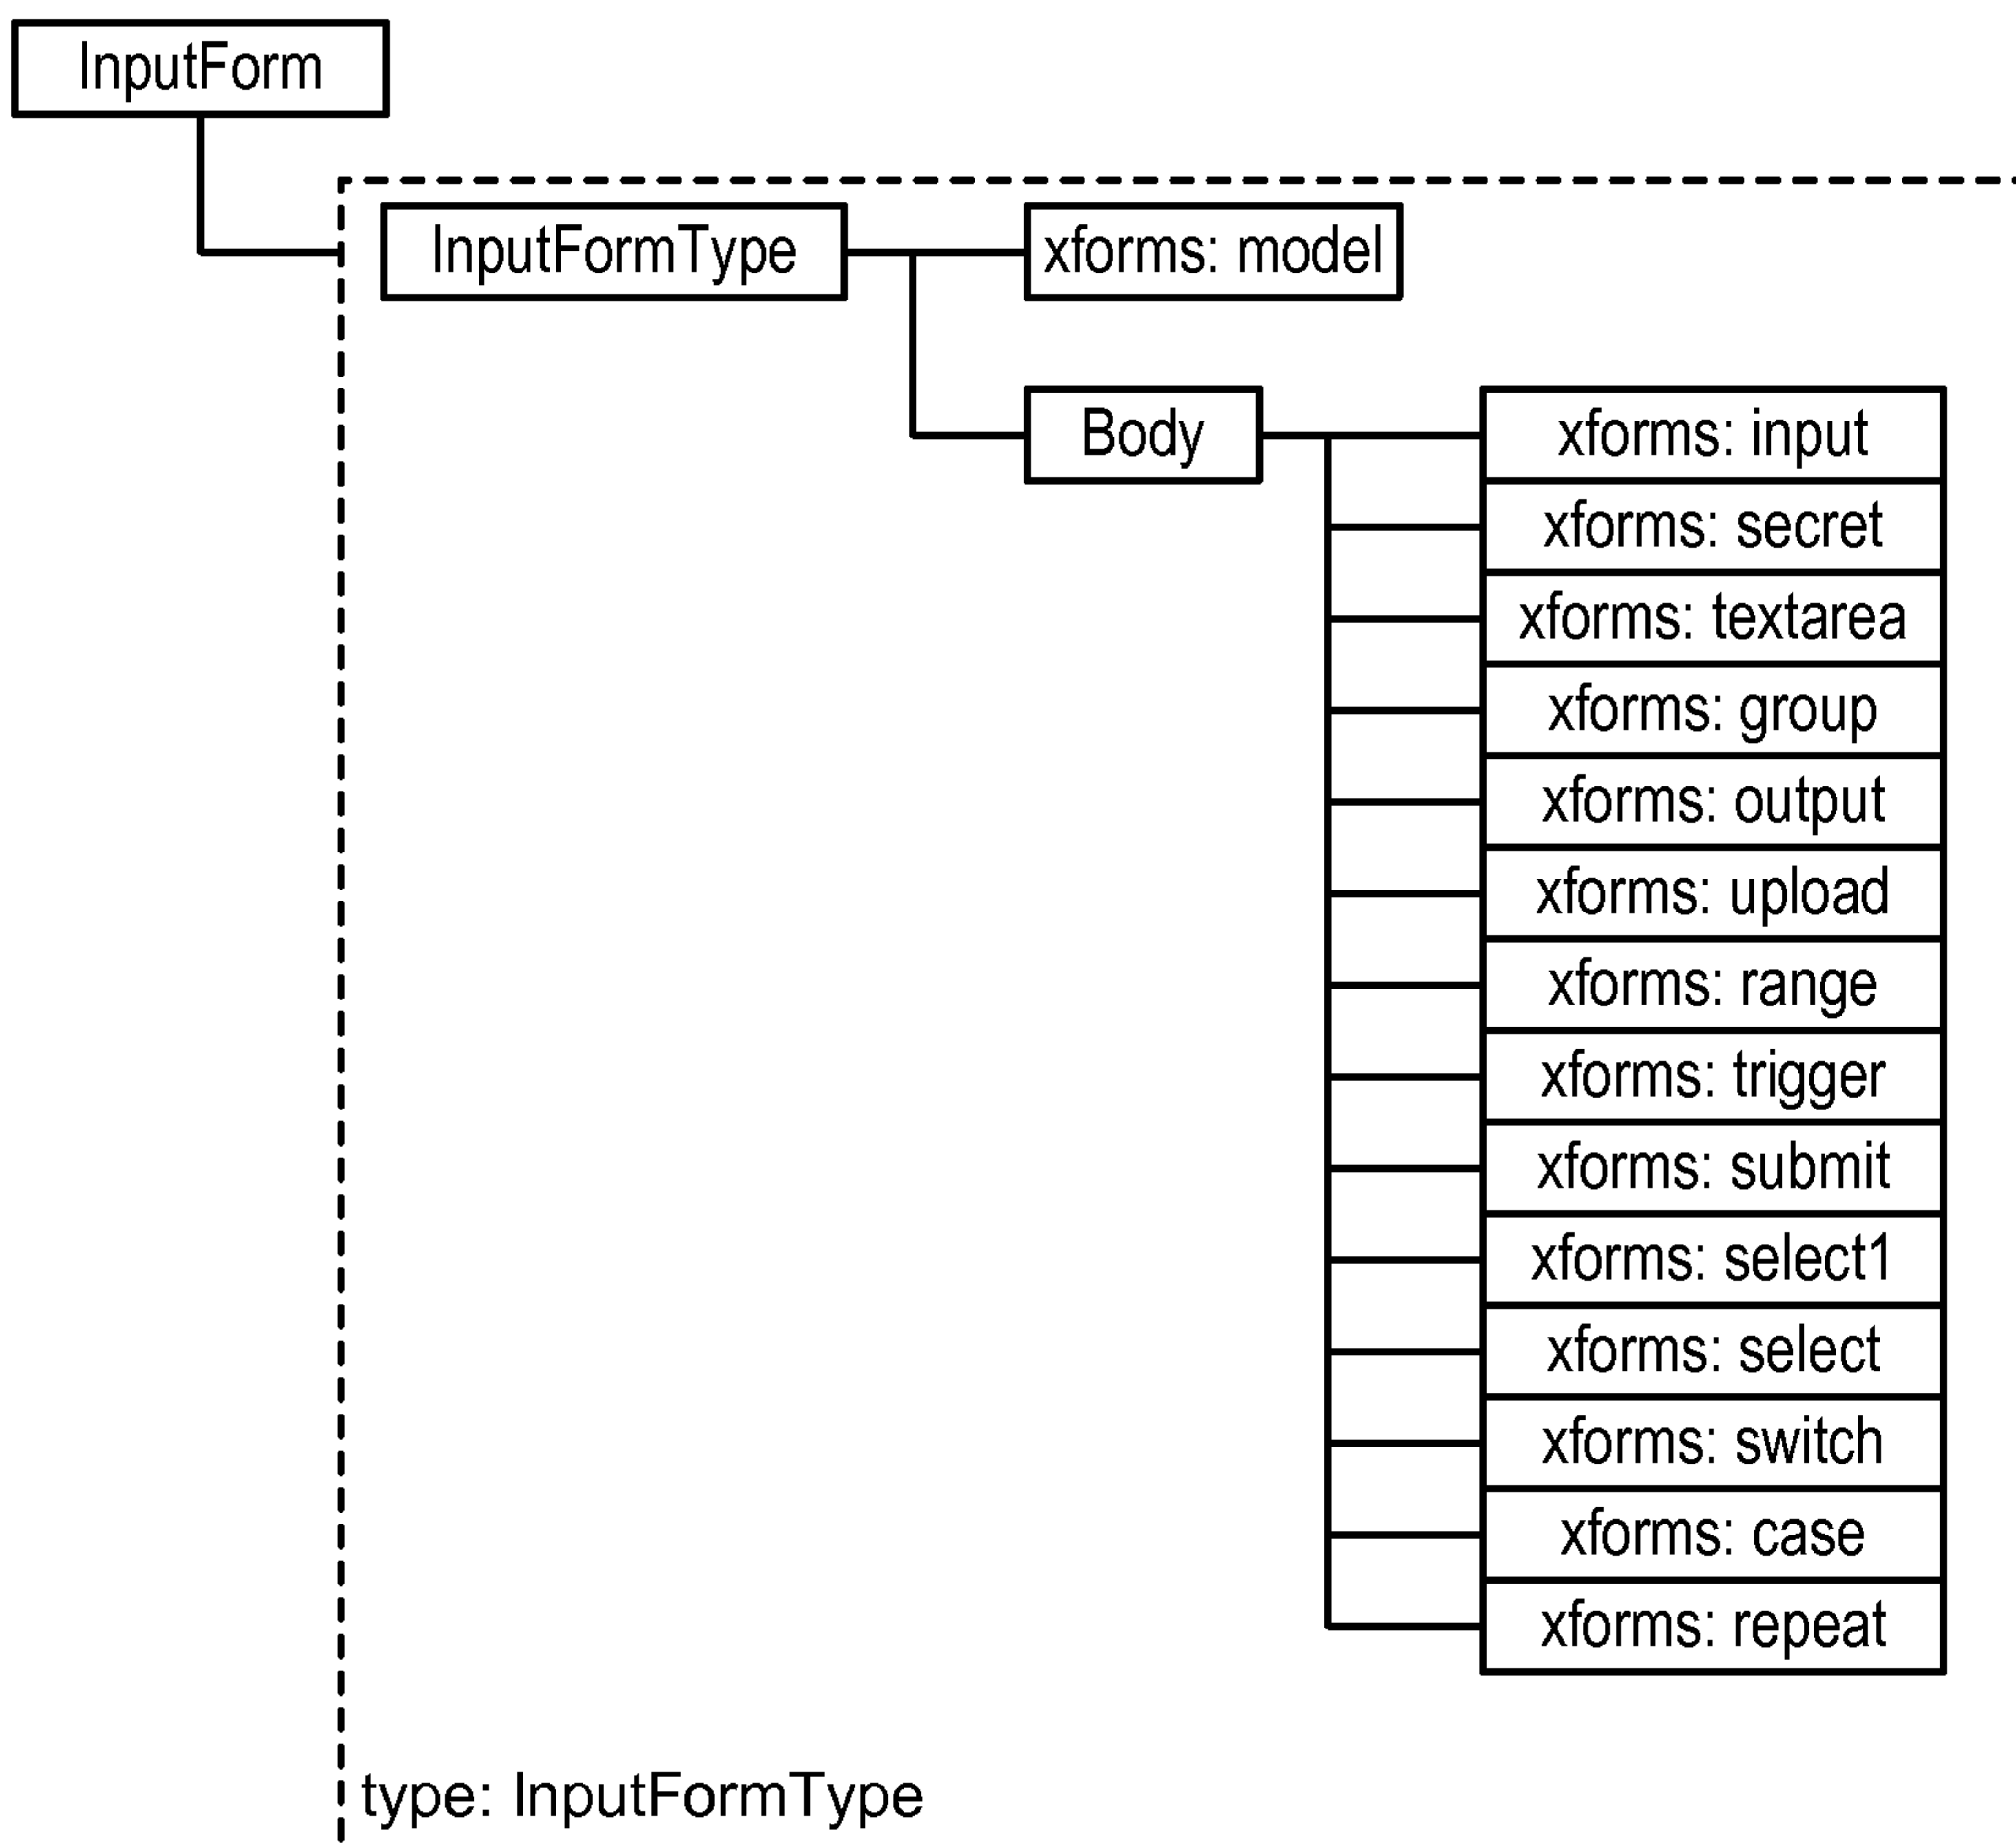 InputForm
InputFormType
xforms: model
Body
xforms: input
xforms: secret
xforms: textarea
xforms: group
xforms: output
xforms: upload
xforms: range
xforms: trigger
xforms: submit
xforms: select1
xforms: select
xforms: switch
xforms: case
xforms: repeat
type: InputFormType